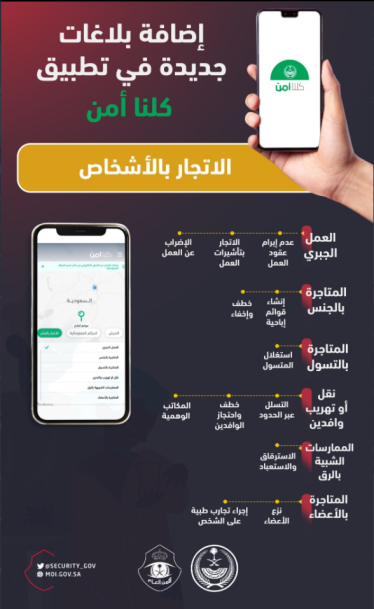 إضافة بلاغات
جديدة في تطبيق
كلنا أمن
كلنا أمن
الاتجار بالأشخاص
العمل
الجبري
عدم إبرام
عقود
العمل
الاتجار
بتأشيرات
العمل
الإضراب
عن العمل
المتاجرة
بالجنس
إنشاء
قوائم
إباحية
خطف
وإخفاء
المتاجرة
بالتسول
استغلال
المتسول
نقل
أو تهريب
وافدين
التسلل
عبر الحدود
خطف
واحتجاز
الوافدين
المكاتب
الوهمية
الممارسات
الشبية
بالرق
الاسترقاق
والاستعباد
المتاجرة
بالأعضاء
نزع
الأعضاء
إجراء تجارب طبية
على الشخص
السعودية
@SECURITY_GOV
MOI.GOV.SA
الأمن العام